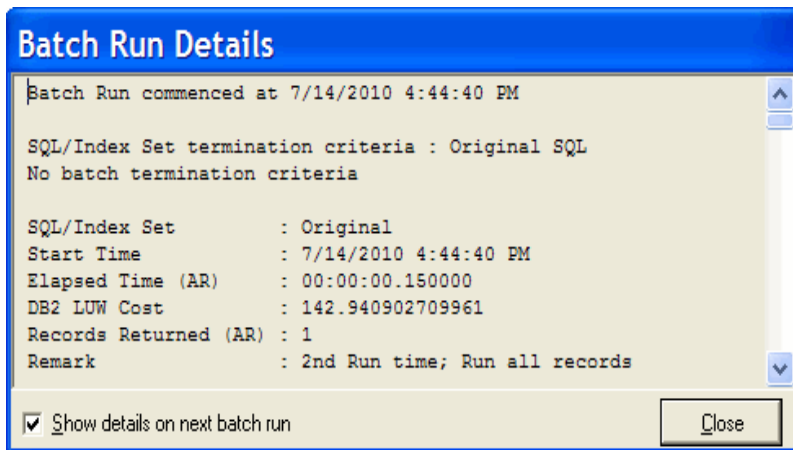 Batch Run Details
Batch Run commenced at 7/14/2010 4:44:40 PM
SQL/Index Set termination criteria : Original SQL
No batch termination criteria
SQL/Index Set : Original
Start Time : 7/14/2010 4:44:40 PM
Elapsed Time (AR) : 00:00:00.150000
DB2 LUW Cost : 142.940902709961
Records Returned (AR) : 1
Remark : 2nd Run time; Run all records
Show details on next batch run
Close